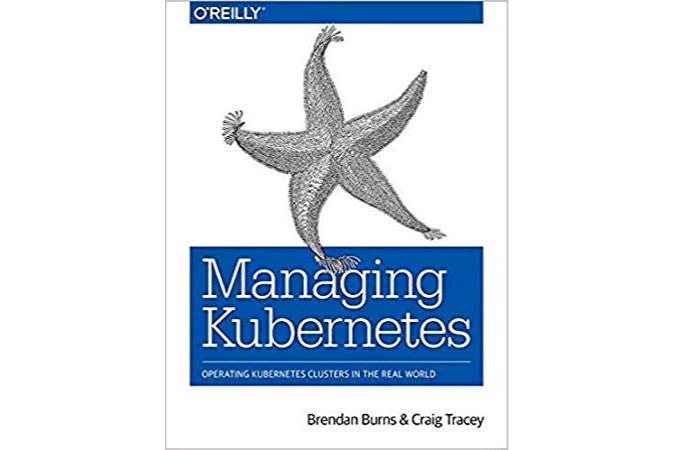 O'REILLY®
Managing
Kubernetes
OPERATING KUBERNETES CLUSTERS IN THE REAL WORLD
Brendan Burns & Craig Tracey